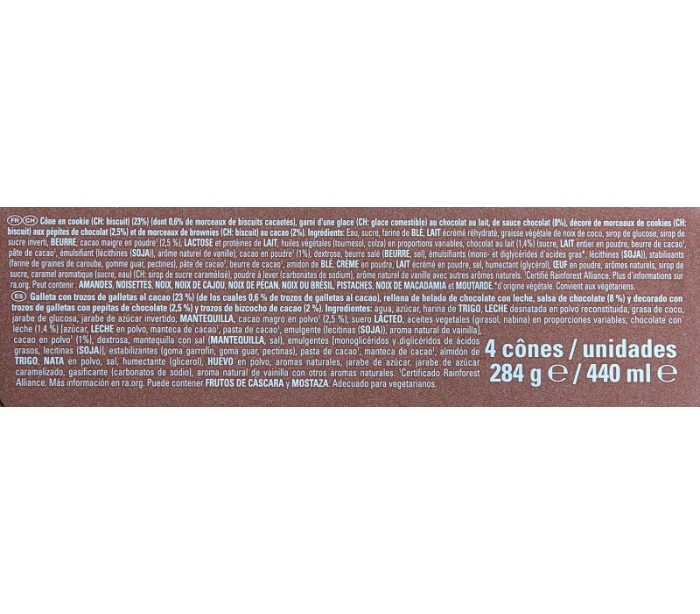 FR CH Cône en cookie (CH: biscuit) (23%) (dont 0,6% de morceaux de biscuits cacaotés), garni d'une glace (CH: glace comestible) au chocolat au lait, de sauce chocolat (8%), décoré de morceaux de cookies (CH:
biscuit) aux pépites de chocolat (2,5%) et de morceaux de brownies (CH: biscuit) au cacao (2%). Ingrédients: Eau, sucre, farine de BLÉ, LAIT écrémé réhydraté, graisse végétale de noix de coco, sirop de glucose, sirop de
sucre inverti, BEURRE, cacao maigre en poudre¹ (2,5 %), LACTOSE et protéines de LAIT, huiles végétales (tournesol, colza) en proportions variables, chocolat au lait (1,4%) (sucre, LAIT entier en poudre, beurre de cacao¹,
pâte de cacao¹, émulsifiant (lécithines (SOJA)), arôme naturel de vanille), cacao en poudre¹ (1%), dextrose, beurre salé (BEURRE, sel), émulsifiants (mono- et diglycérides d'acides gras*, lécithines (SOJA)), stabilisants
(farine de graines de caroube, gomme guar, pectines), pâte de cacao¹, beurre de cacao¹, amidon de BLÉ, CRÈME en poudre, LAIT écrémé en poudre, sel, humectant (glycérol), ŒUF en poudre, arômes naturels, sirop de
sucre, caramel aromatique (sucre, eau) (CH: sirop de sucre caramélisé), poudre à lever (carbonates de sodium), arôme naturel de vanille avec autres arômes naturels. ¹Certifié Rainforest Alliance. Plus d'infos sur
ra.org. Peut contenir : AMANDES, NOISETTES, NOIX, NOIX DE CAJOU, NOIX DE PÉCAN, NOIX DU BRÉSIL, PISTACHES, NOIX DE MACADAMIA et MOUTARDE. *d'origine végétale. Convient aux végétariens.
ES Galleta con trozos de galletas al cacao (23 %) (de los cuales 0,6 % de trozos de galletas al cacao), rellena de helado de chocolate con leche, salsa de chocolate (8 %) y decorado con
trozos de galletas con pepitas de chocolate (2,5 %) y trozos de bizcocho de cacao (2 %). Ingredientes: agua, azúcar, harina de TRIGO, LECHE desnatada en polvo reconstituida, grasa de coco,
jarabe de glucosa, jarabe de azúcar invertido, MANTEQUILLA, cacao magro en polvo¹ (2,5 %), suero LÁCTEO, aceites vegetales (girasol, nabina) en proporciones variables, chocolate con
leche (1,4 %) [azúcar, LECHE en polvo, manteca de cacao¹, pasta de cacao¹, emulgente (lecitinas (SOJA)), aroma natural de vainilla],
cacao en polvo¹ (1%), dextrosa, mantequilla con sal (MANTEQUILLA, sal), emulgentes [monoglicéridos y diglicéridos de ácidos
grasos, lecitinas (SOJA)], estabilizantes (goma garrofín, goma guar, pectinas), pasta de cacao¹, manteca de cacao¹, almidón de
TRIGO, NATA en polvo, sal, humectante (glicerol), HUEVO en polvo, aromas naturales, jarabe de azúcar, jarabe de azúcar
caramelizado, gasificante (carbonatos de sodio), aroma natural de vainilla con otros aromas naturales. ¹Certificado Rainforest
Alliance. Más información en ra.org. Puede contener FRUTOS DE CÁSCARA y MOSTAZA. Adecuado para vegetarianos.
4 cônes / unidades
284 g ℮ / 440 ml ℮